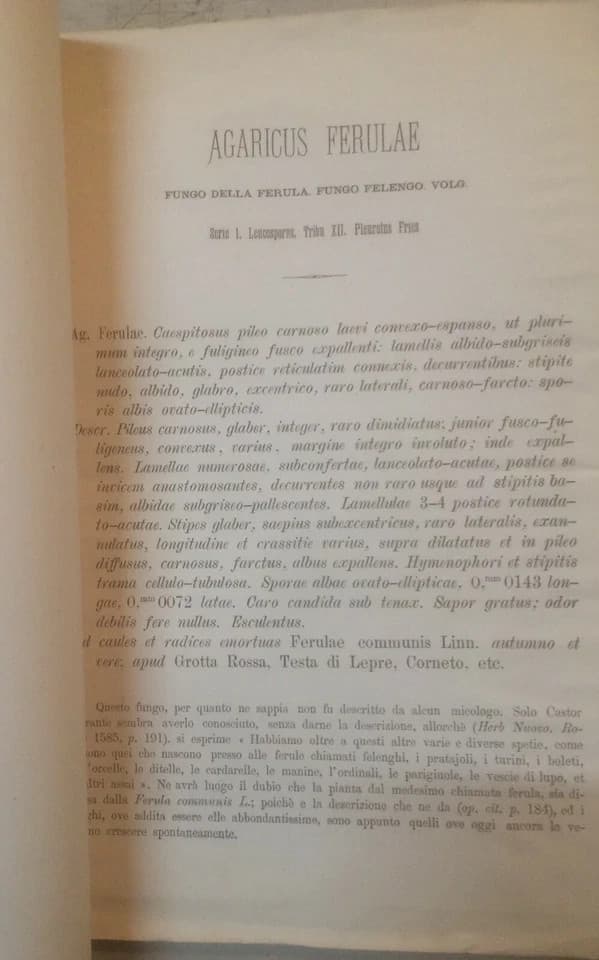 AGARICUS FERULAE
FUNGO DELLA FERULA. FUNGO FELENGO. VOLG.
Serie I. Leucosporus. Tribu XII. Pleurotus Fries
Ag. Ferulae. Caespitosus pileo carnoso laevi convexo-espanso, ut pluri-
mum integro, e fuligineo fusco expallenti: lamellis albido-subgriseis
lanceolato-acutis, postice reticulatim connexis, decurrentibus: stipite
nudo, albido, glabro, excentrico, raro laterali, carnoso-farcto: spo-
ris albis ovato-ellipticis.
Descr. Pileus carnosus, glaber, integer, raro dimidiatus; junior fusco-fu-
ligeneus, convexus, varius. margine integro involuto; inde expal-
lens. Lamellae numerosae, subconfertae, lanceolato-acutae, postice se
invicem anastomosantes, decurrentes non raro usque ad stipitis ba-
sim, albidae subgriseo-pallescentes. Lamellulae 3-4 postice rotunda-
to-acutae. Stipes glaber, saepius subexcentricus, raro lateralis, exan-
nulatus, longitudine et crassitie varius, supra dilatatus et in pileo
diffusus, carnosus, farctus, albus expallens. Hymenophori et stipitis
trama cellulo-tubulosa. Sporae albae ovato-ellipticae, 0,mm0143 lon-
gae, 0,mm0072 latae. Caro candida sub tenax. Sapor gratus; odor
debilis fere nullus. Esculentus.
d caules et radices emortuas Ferulae communis Linn. autumno et
vere; apud Grotta Rossa, Testa di Lepre, Corneto, etc.
Questo fungo, per quanto ne sappia non fu descritto da alcun micologo. Solo Castor
rante sembra averlo conosciuto, senza darne la descrizione, allorchè (Herb Nuovo. Ro-
1585, p. 191). si esprime « Habbiamo oltre a questi altre varie e diverse spetie, come
ono quei che nascono presso alle ferule chiamati felenghi, i pratajoli, i turini, i boleti,
'orcelle, le ditelle, le cardarelle, le manine, l'ordinali, le parigiuole, le vescie di lupo, et
ltri assai ». Ne avrà luogo il dubio che la pianta dal medesimo chiamata ferula, sia di-
sa dalla Ferula communis L.; poichè e la descrizione che ne da (op. cit. p. 184), ed i
ghi, ove addita essere elle abbondantissime, sono appunto quelli ove oggi ancora le ve-
no crescere spontaneamente.